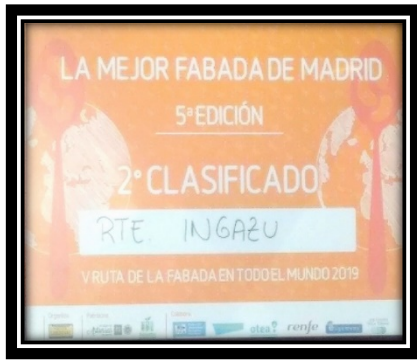 LA MEJOR FABADA DE MADRID
5ª EDICIÓN
2º CLASIFICADO
RTE INGAZU
V RUTA DE LA FABADA EN TODO EL MUNDO 2019
otea
renfe